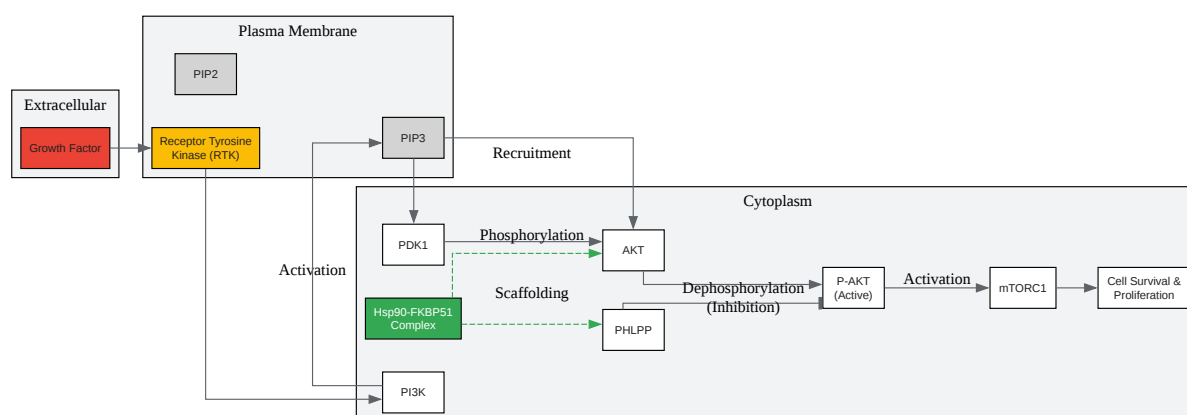 Plasma Membrane
PIP2
Extracellular
Growth Factor
Receptor Tyrosine
Kinase (RTK)
PIP3
Recruitment
Cytoplasm
PDK1
Phosphorylation
AKT
Activation
Scaffolding
Hsp90-FKBP51
Complex
PHLPP
Dephosphorylation
(Inhibition)
P-AKT
(Active)
Activation
mTORC1
Cell Survival &
Proliferation
PI3K